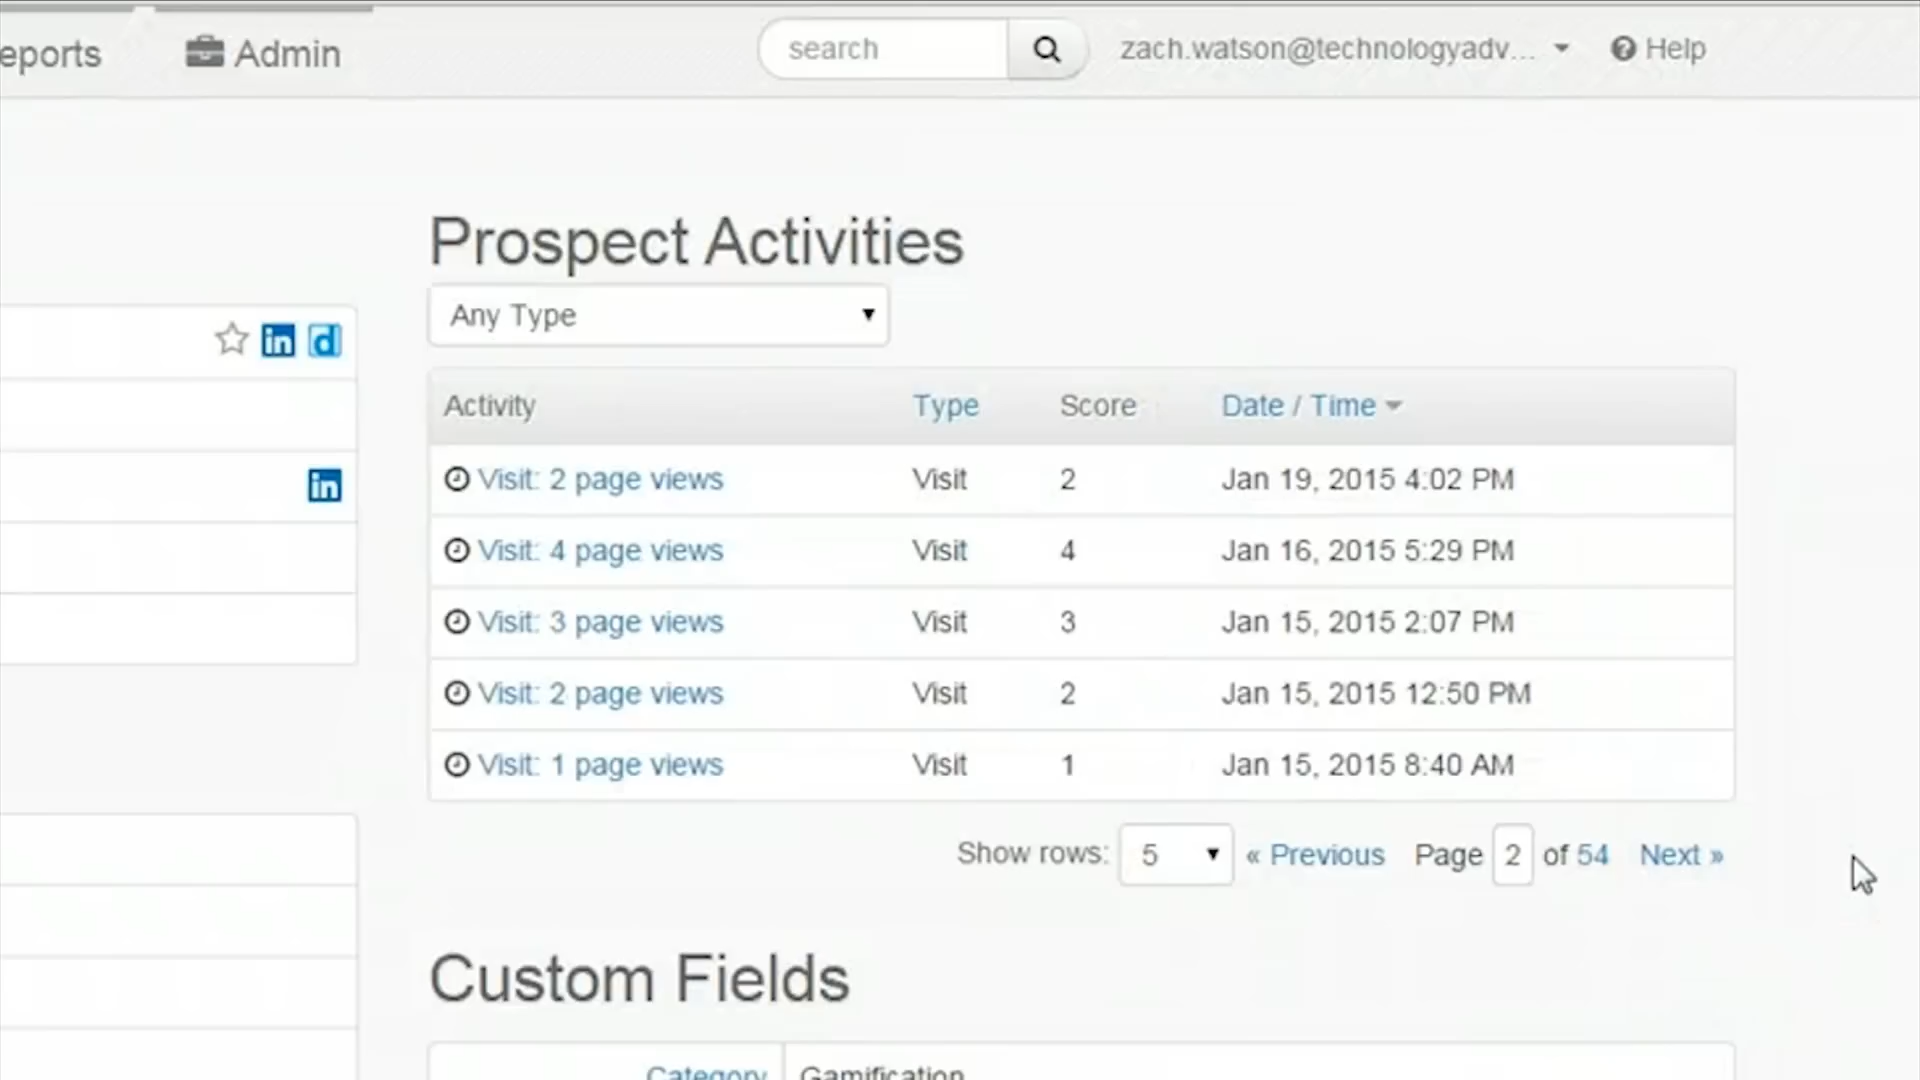 eports
Admin
search
zach.watson@technologyadv...
Help
Prospect Activities
Any Type
Activity Type Score Date / Time
Visit: 2 page views Visit 2 Jan 19, 2015 4:02 PM
Visit: 4 page views Visit 4 Jan 16, 2015 5:29 PM
Visit: 3 page views Visit 3 Jan 15, 2015 2:07 PM
Visit: 2 page views Visit 2 Jan 15, 2015 12:50 PM
Visit: 1 page views Visit 1 Jan 15, 2015 8:40 AM
Show rows: 5 « Previous Page 2 of 54 Next »
Custom Fields
Category Gamification